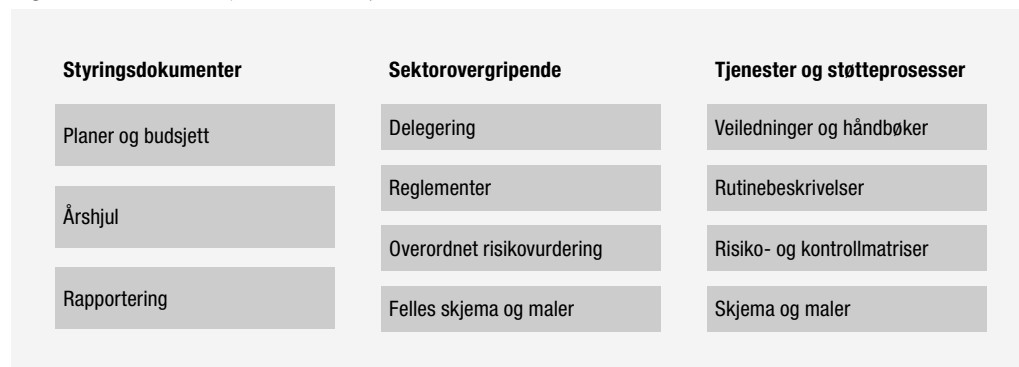 Styringsdokumenter
Planer og budsjett
Årshjul
Rapportering
Sektorovergripende
Delegering
Reglementer
Overordnet risikovurdering
Felles skjema og maler
Tjenester og støtteprosesser
Veiledninger og håndbøker
Rutinebeskrivelser
Risiko- og kontrollmatriser
Skjema og maler